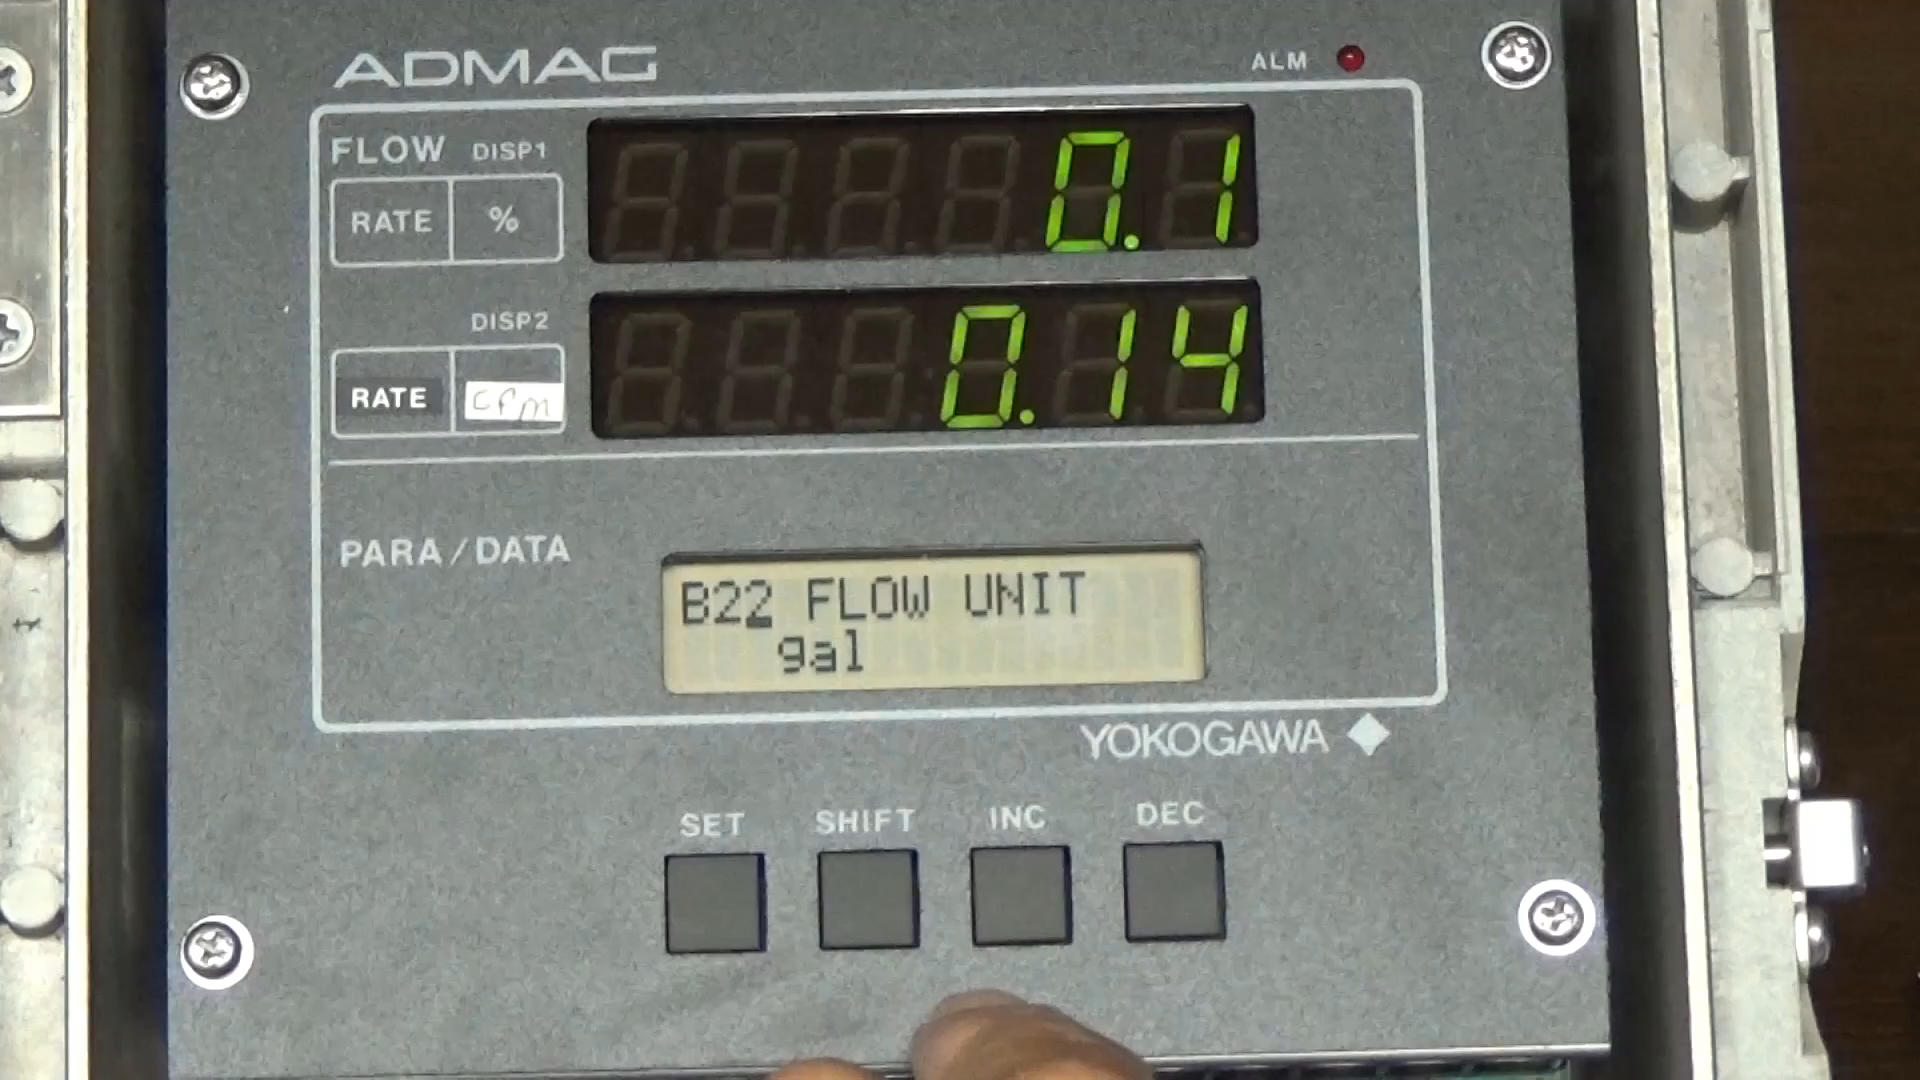 ADMAG
ALM
FLOW DISP1
RATE %
0.1
DISP2
RATE GPM
0.14
PARA/DATA
B22 FLOW UNIT
gal
YOKOGAWA
SET SHIFT INC DEC